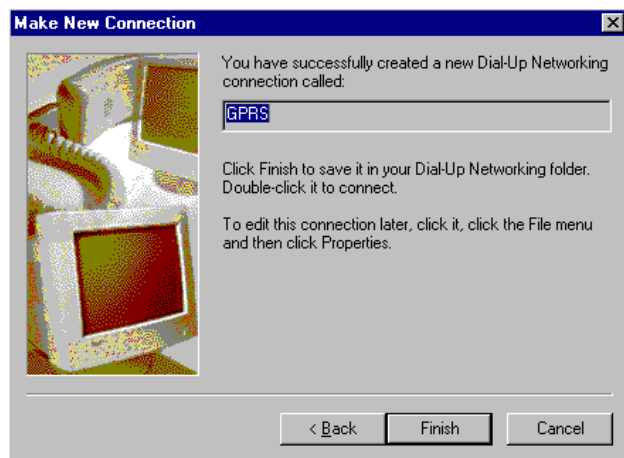 Make New Connection
You have successfully created a new Dial-Up Networking
connection called:
GPRS
Click Finish to save it in your Dial-Up Networking folder.
Double-click it to connect.
To edit this connection later, click it, click the File menu
and then click Properties.
< Back
Finish
Cancel